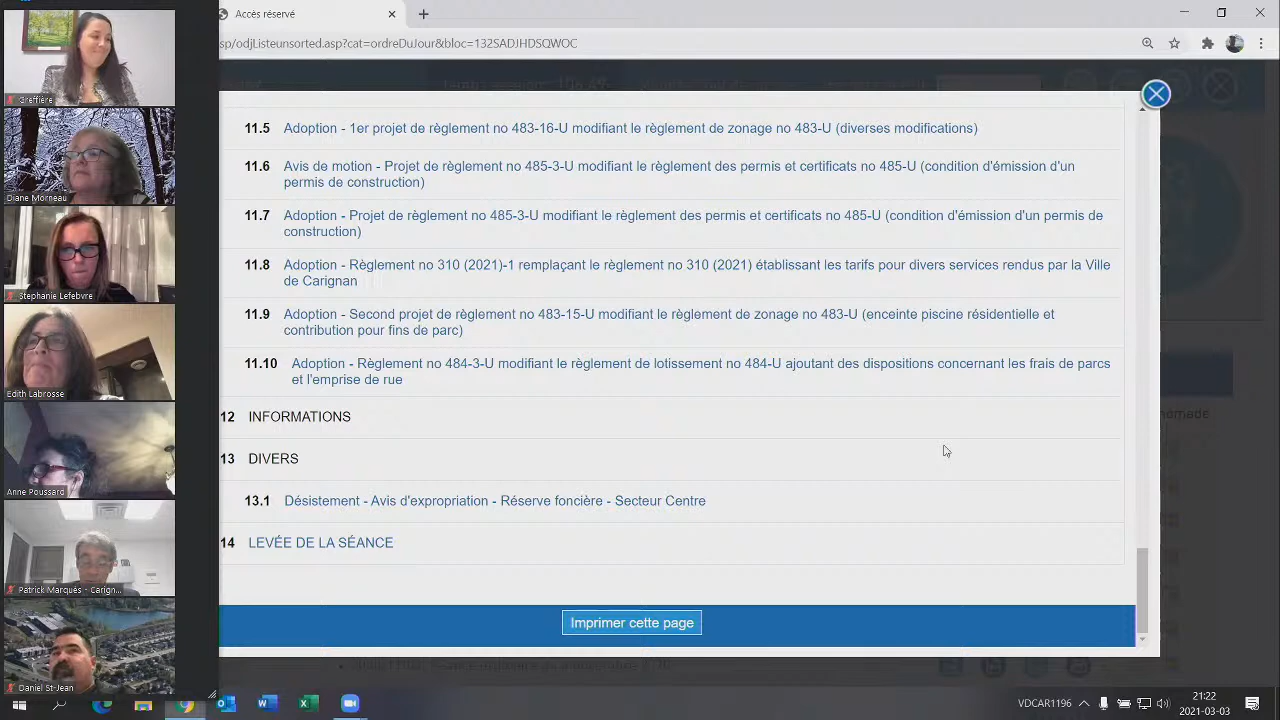 Accès réservé
sp/odjListeunsorted.asp?cat=ordreDuJour&bloc=132SADJHDSQWOC
Greffière
Diane Morneau
Stephanie Lefebvre
Edith Labrosse
Anne Poussard
Patrick Marquès - Carign...
Daniel St-Jean
11.5 Adoption - 1er projet de règlement no 483-16-U modifiant le règlement de zonage no 483-U (diverses modifications)
11.6 Avis de motion - Projet de règlement no 485-3-U modifiant le règlement des permis et certificats no 485-U (condition d'émission d'un
permis de construction)
11.7 Adoption - Projet de règlement no 485-3-U modifiant le règlement des permis et certificats no 485-U (condition d'émission d'un permis de
construction)
11.8 Adoption - Règlement no 310 (2021)-1 remplaçant le règlement no 310 (2021) établissant les tarifs pour divers services rendus par la Ville
de Carignan
11.9 Adoption - Second projet de règlement no 483-15-U modifiant le règlement de zonage no 483-U (enceinte piscine résidentielle et
contribution pour fins de parc)
11.10 Adoption - Règlement no 484-3-U modifiant le règlement de lotissement no 484-U ajoutant des dispositions concernant les frais de parcs
et l'emprise de rue
12 INFORMATIONS
13 DIVERS
13.1 Désistement - Avis d'expropriation - Réserve foncière - Secteur Centre
14 LEVÉE DE LA SÉANCE
Imprimer cette page
VDCAR1196
21:22
2021-03-03